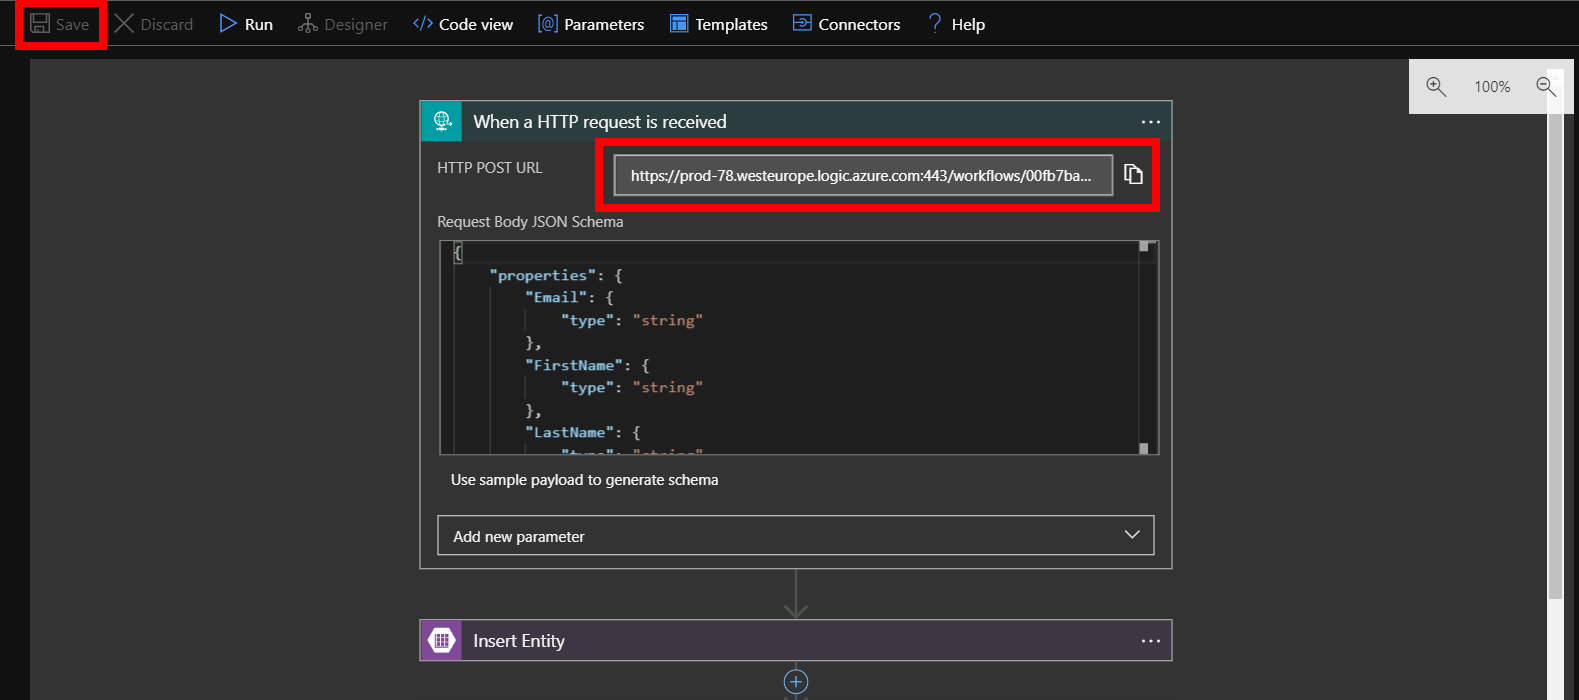 Save Discard Run Designer </> Code view [@] Parameters Templates Connectors ? Help
100%
When a HTTP request is received ...
HTTP POST URL
https://prod-78.westeurope.logic.azure.com:443/workflows/00fb7ba...
Request Body JSON Schema
{
"properties": {
"Email": {
"type": "string"
},
"FirstName": {
"type": "string"
},
"LastName": {
"type": "string"
Use sample payload to generate schema
Add new parameter
Insert Entity ...